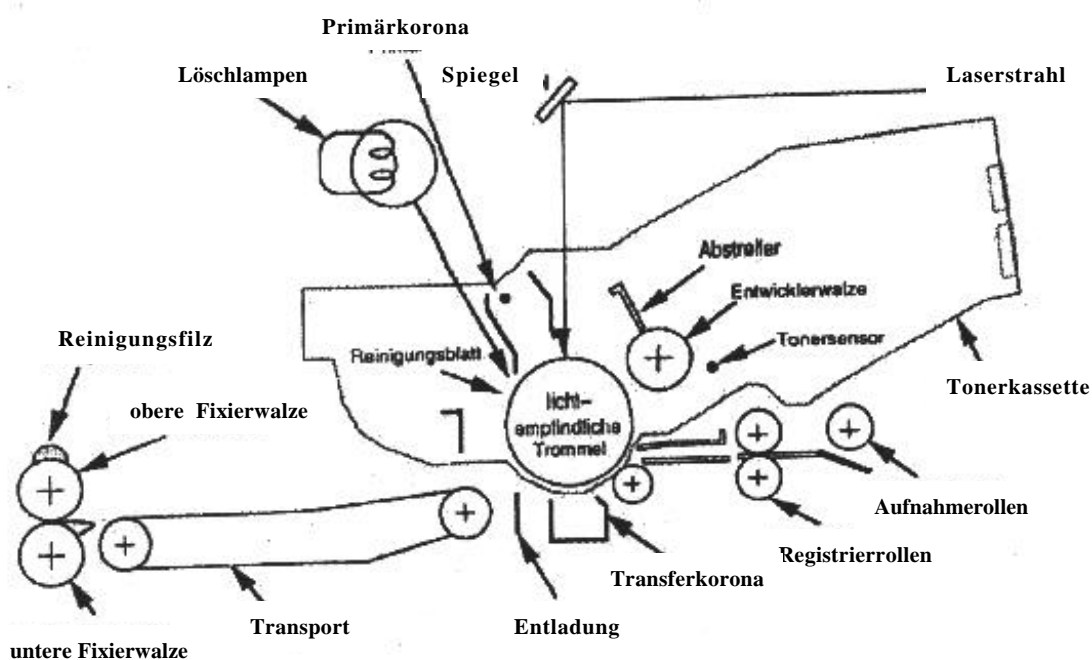 Primärkorona
Löschlampen
Spiegel
Laserstrahl
Abstreifer
Entwicklerwalze
Reinigungsfilz
Reinigungsblatt
Tonersensor
Tonerkassette
obere Fixierwalze
licht-
empfindliche
Trommel
Aufnahmerollen
Registrierrollen
Transferkorona
Transport
Entladung
untere Fixierwalze